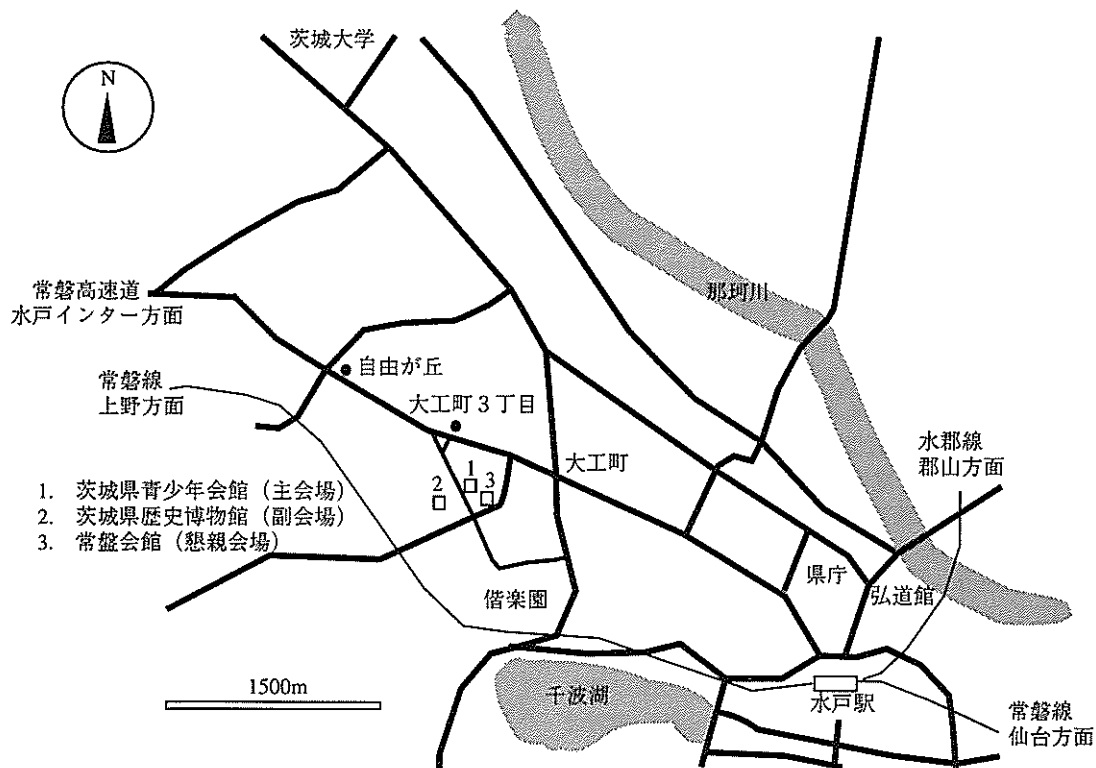 茨城大学
N
那珂川
常磐高速道
水戸インター方面
自由が丘
常磐線
上野方面
大工町3丁目
大工町
水郡線
郡山方面
1
2
3
1. 茨城県青少年会館（主会場）
2. 茨城県歴史博物館（副会場）
3. 常盤会館（懇親会場）
県庁
弘道館
偕楽園
1500m
千波湖
水戸駅
常磐線
仙台方面